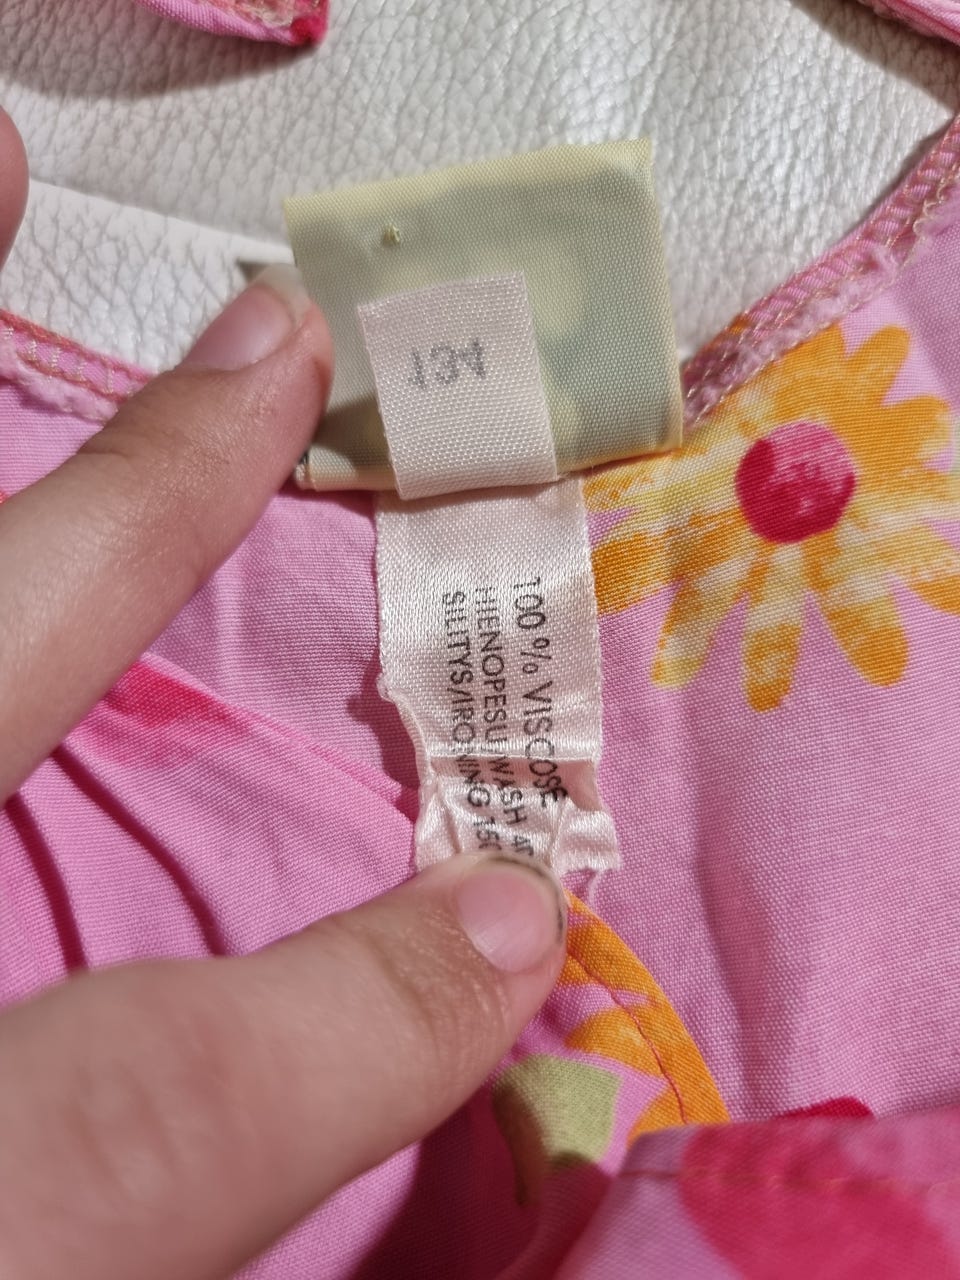 134
100 % VISCOSE
HIENOPESU/WASH
SILITYS/IRONING